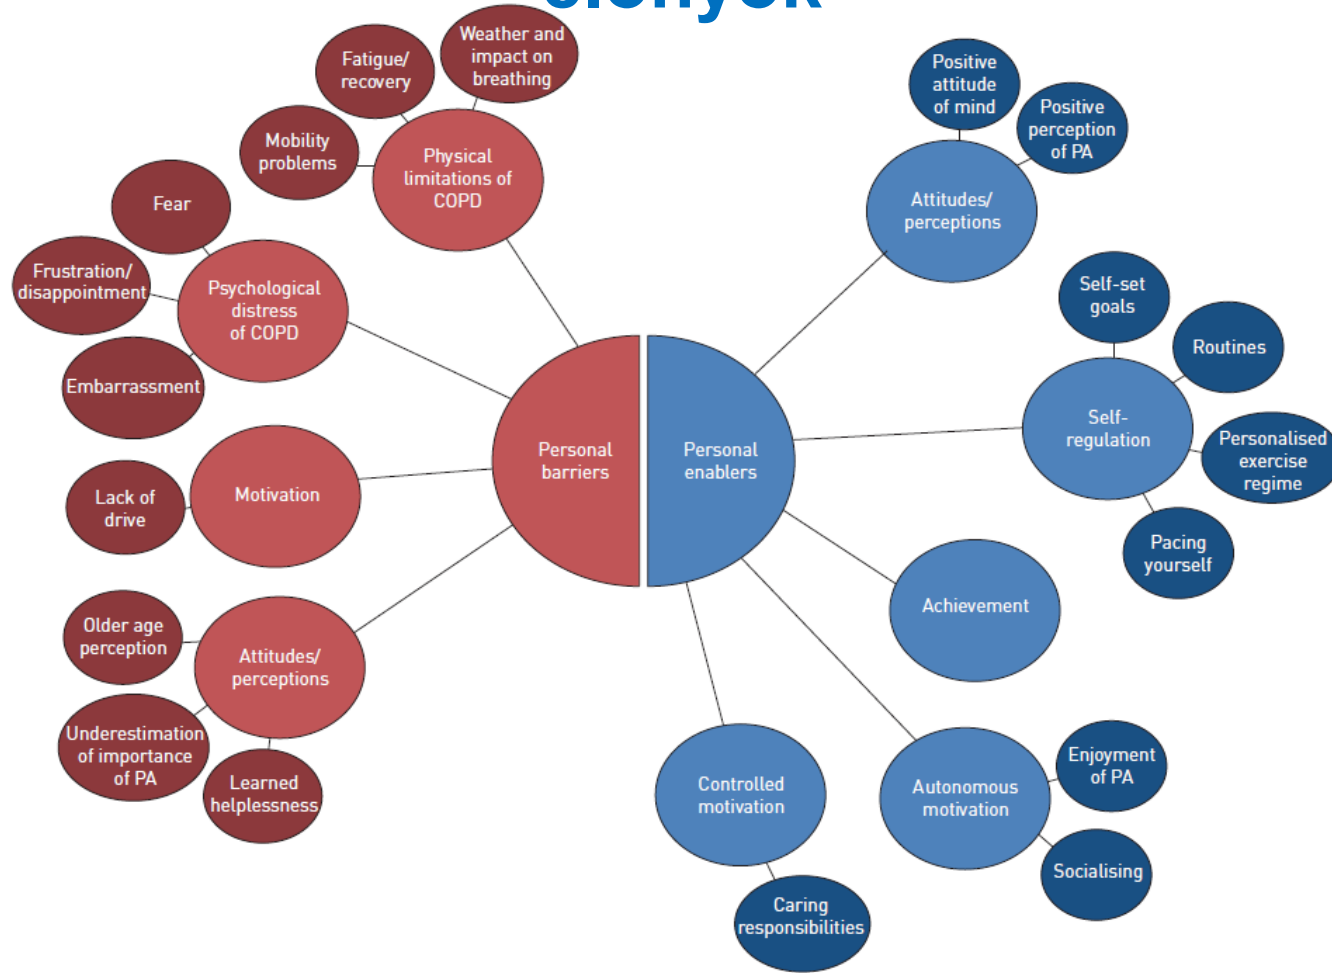 Weather and
impact on
breathing
Fatigue/
recovery
Mobility
problems
Physical
limitations of
COPD
Fear
Frustration/
disappointment
Embarrassment
Psychological
distress
of COPD
Lack of
drive
Motivation
Older age
perception
Underestimation
of importance
of PA
Learned
helplessness
Attitudes/
perceptions
Personal
barriers
Personal
enablers
Positive
attitude
of mind
Positive
perception
of PA
Attitudes/
perceptions
Self-set
goals
Routines
Personalised
exercise
regime
Pacing
yourself
Self-
regulation
Achievement
Enjoyment
of PA
Socialising
Autonomous
motivation
Controlled
motivation
Caring
responsibilities